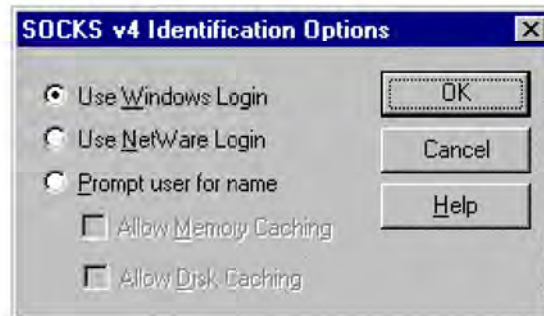 SOCKS v4 Identification Options
Use Windows Login
Use NetWare Login
Prompt user for name
Allow Memory Caching
Allow Disk Caching
OK
Cancel
Help